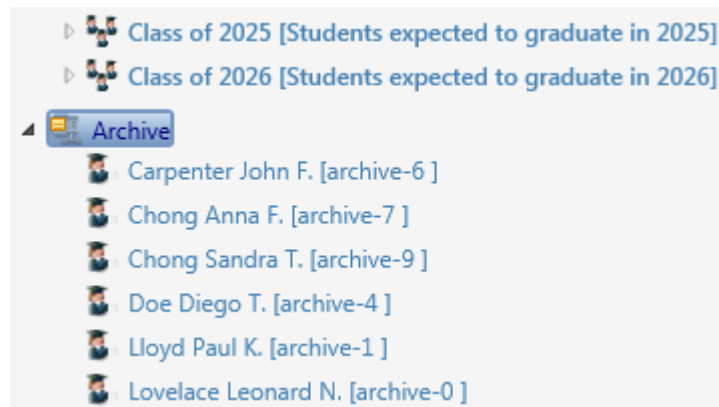 Class of 2025 [Students expected to graduate in 2025]
Class of 2026 [Students expected to graduate in 2026]
Archive
Carpenter John F. [archive-6 ]
Chong Anna F. [archive-7 ]
Chong Sandra T. [archive-9 ]
Doe Diego T. [archive-4 ]
Lloyd Paul K. [archive-1 ]
Lovelace Leonard N. [archive-0 ]